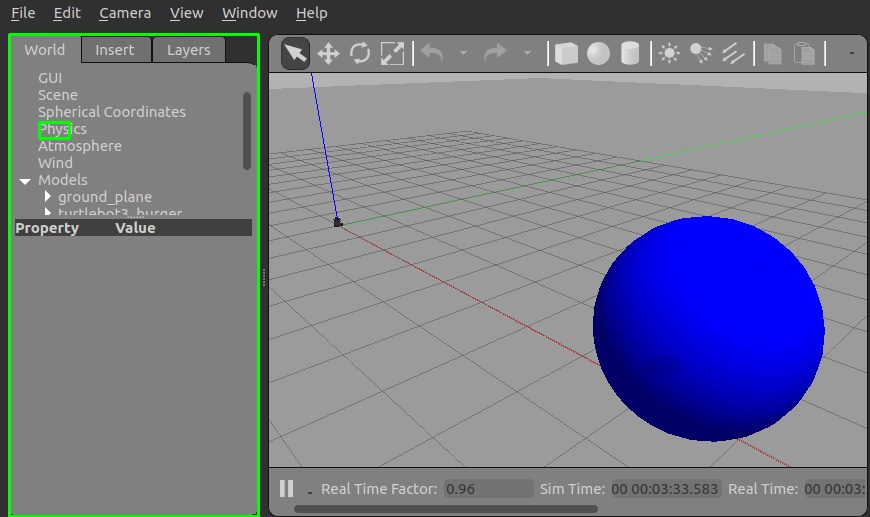 File Edit Camera View Window Help
World Insert Layers
GUI
Scene
Spherical Coordinates
Physics
Atmosphere
Wind
Models
ground_plane
turtlebot3_burger
Property Value
Real Time Factor: 0.96 Sim Time: 00 00:03:33.583 Real Time: 00 00:03: